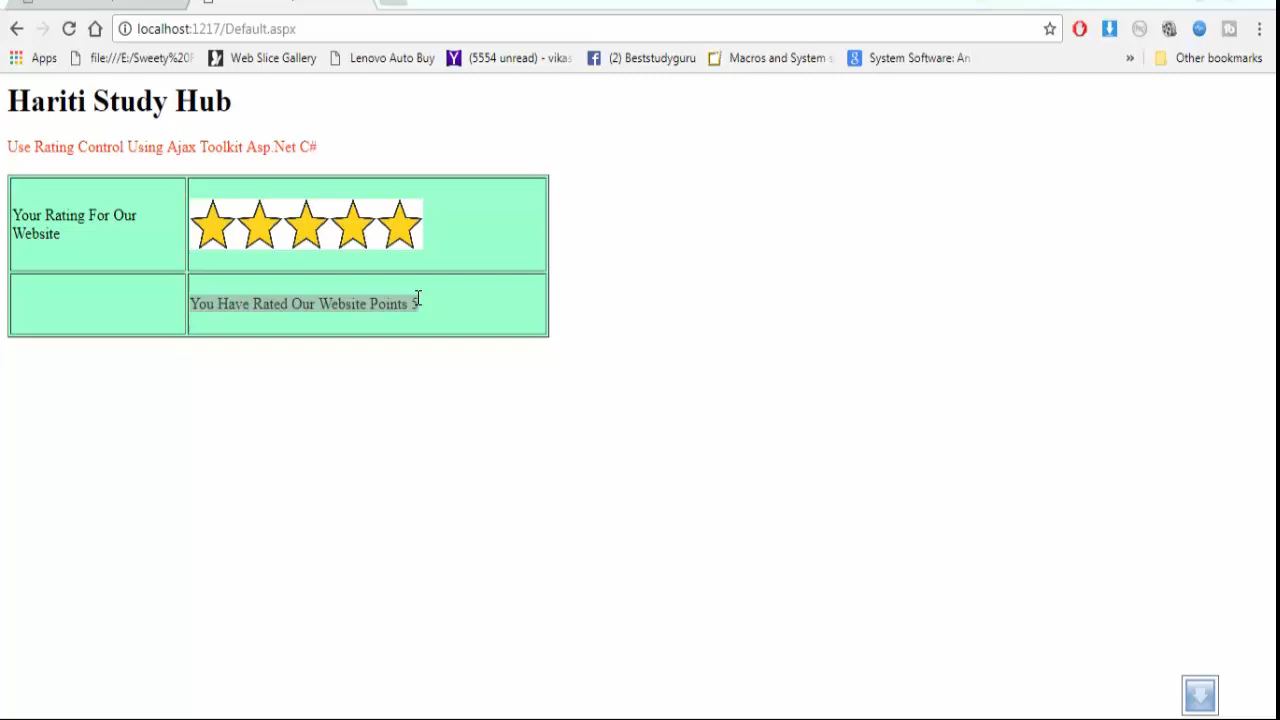 localhost:1217/Default.aspx
Apps file:///E:/Sweety%20F Web Slice Gallery Lenovo Auto Buy (5554 unread) - vikas (2) Beststudyguru Macros and System System Software: An » Other bookmarks
Hariti Study Hub
Use Rating Control Using Ajax Toolkit Asp.Net C#
Your Rating For Our
Website
You Have Rated Our Website Points 5